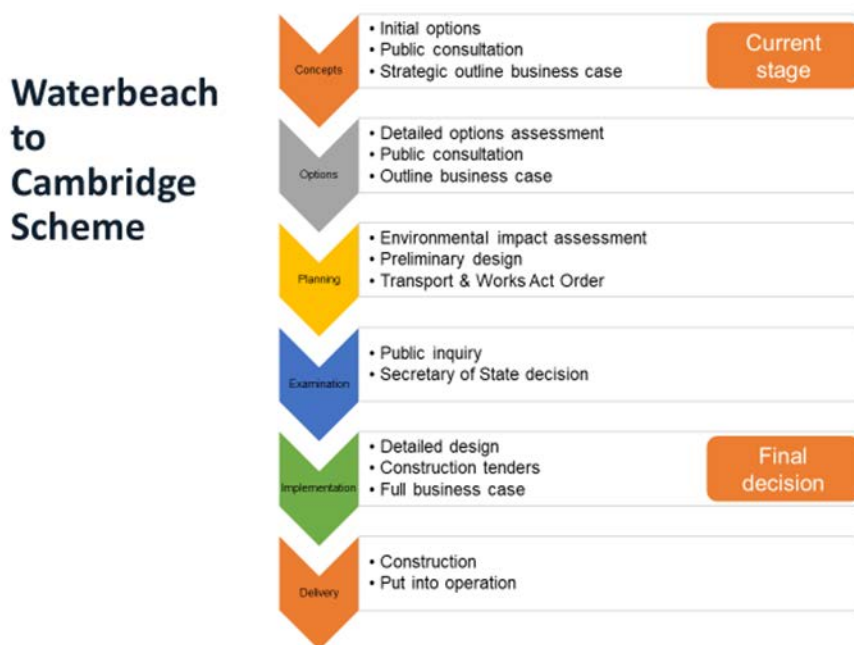 Waterbeach
to
Cambridge
Scheme
Concepts
• Initial options
• Public consultation
• Strategic outline business case
Current
stage
Options
• Detailed options assessment
• Public consultation
• Outline business case
Planning
• Environmental impact assessment
• Preliminary design
• Transport & Works Act Order
Examination
• Public inquiry
• Secretary of State decision
Implementation
• Detailed design
• Construction tenders
• Full business case
Final
decision
Delivery
• Construction
• Put into operation